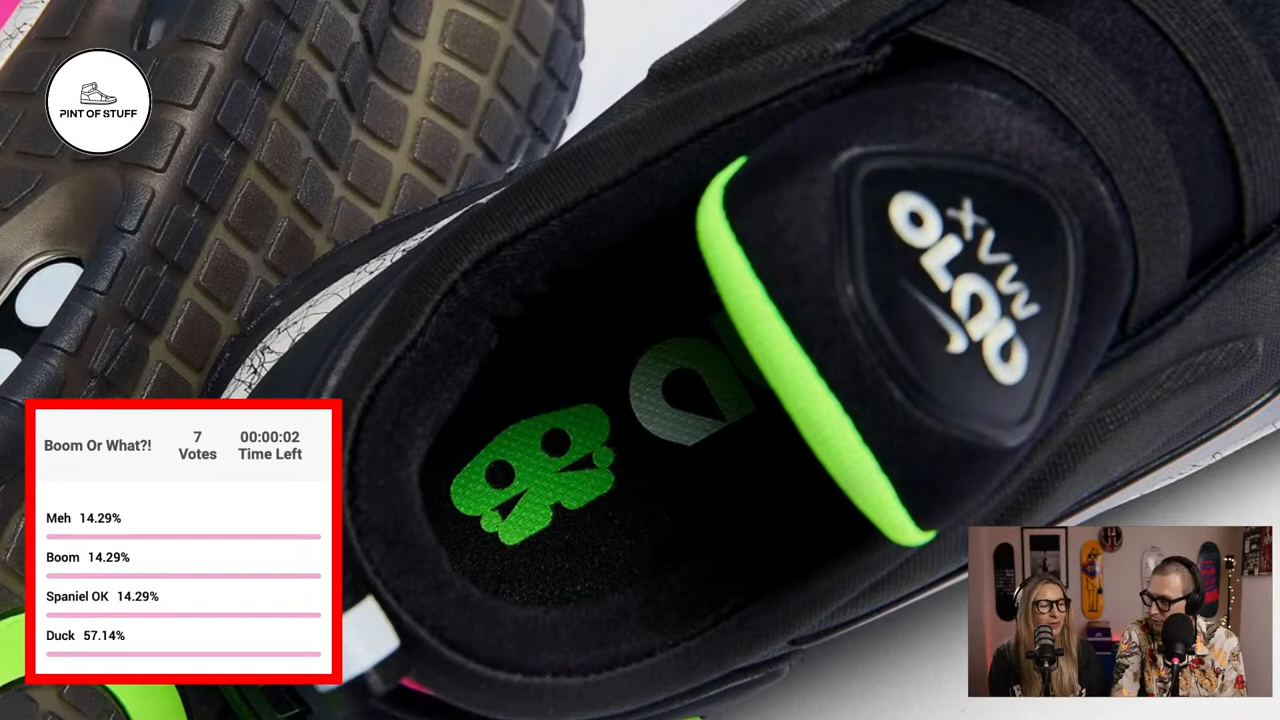 PINT OF STUFF
Boom Or What?!
7
Votes
00:00:02
Time Left
Meh 14.29%
Boom 14.29%
Spaniel OK 14.29%
Duck 57.14%